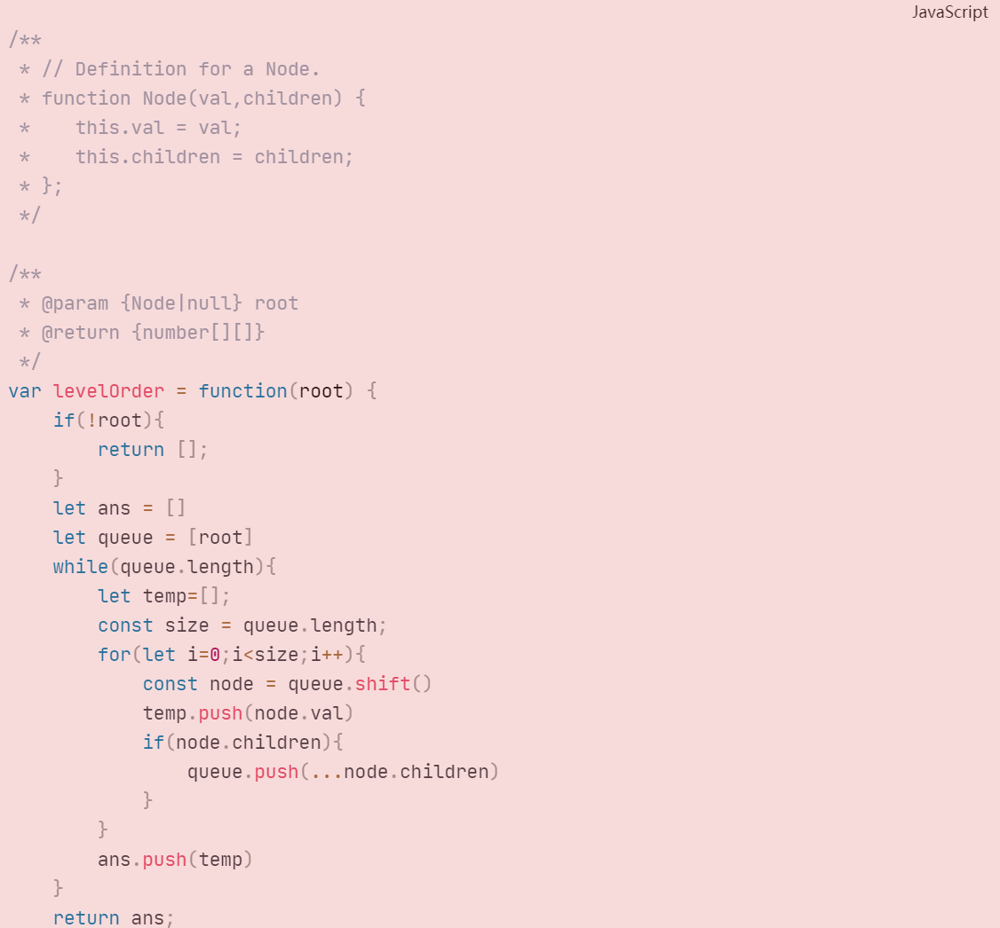 JavaScript
/**
 * // Definition for a Node.
 * function Node(val,children) {
 *    this.val = val;
 *    this.children = children;
 * };
 */
/**
 * @param {Node|null} root
 * @return {number[][]}
 */
var levelOrder = function(root) {
    if(!root){
        return [];
    }
    let ans = []
    let queue = [root]
    while(queue.length){
        let temp=[];
        const size = queue.length;
        for(let i=0;i<size;i++){
            const node = queue.shift()
            temp.push(node.val)
            if(node.children){
                queue.push(...node.children)
            }
        }
        ans.push(temp)
    }
    return ans;